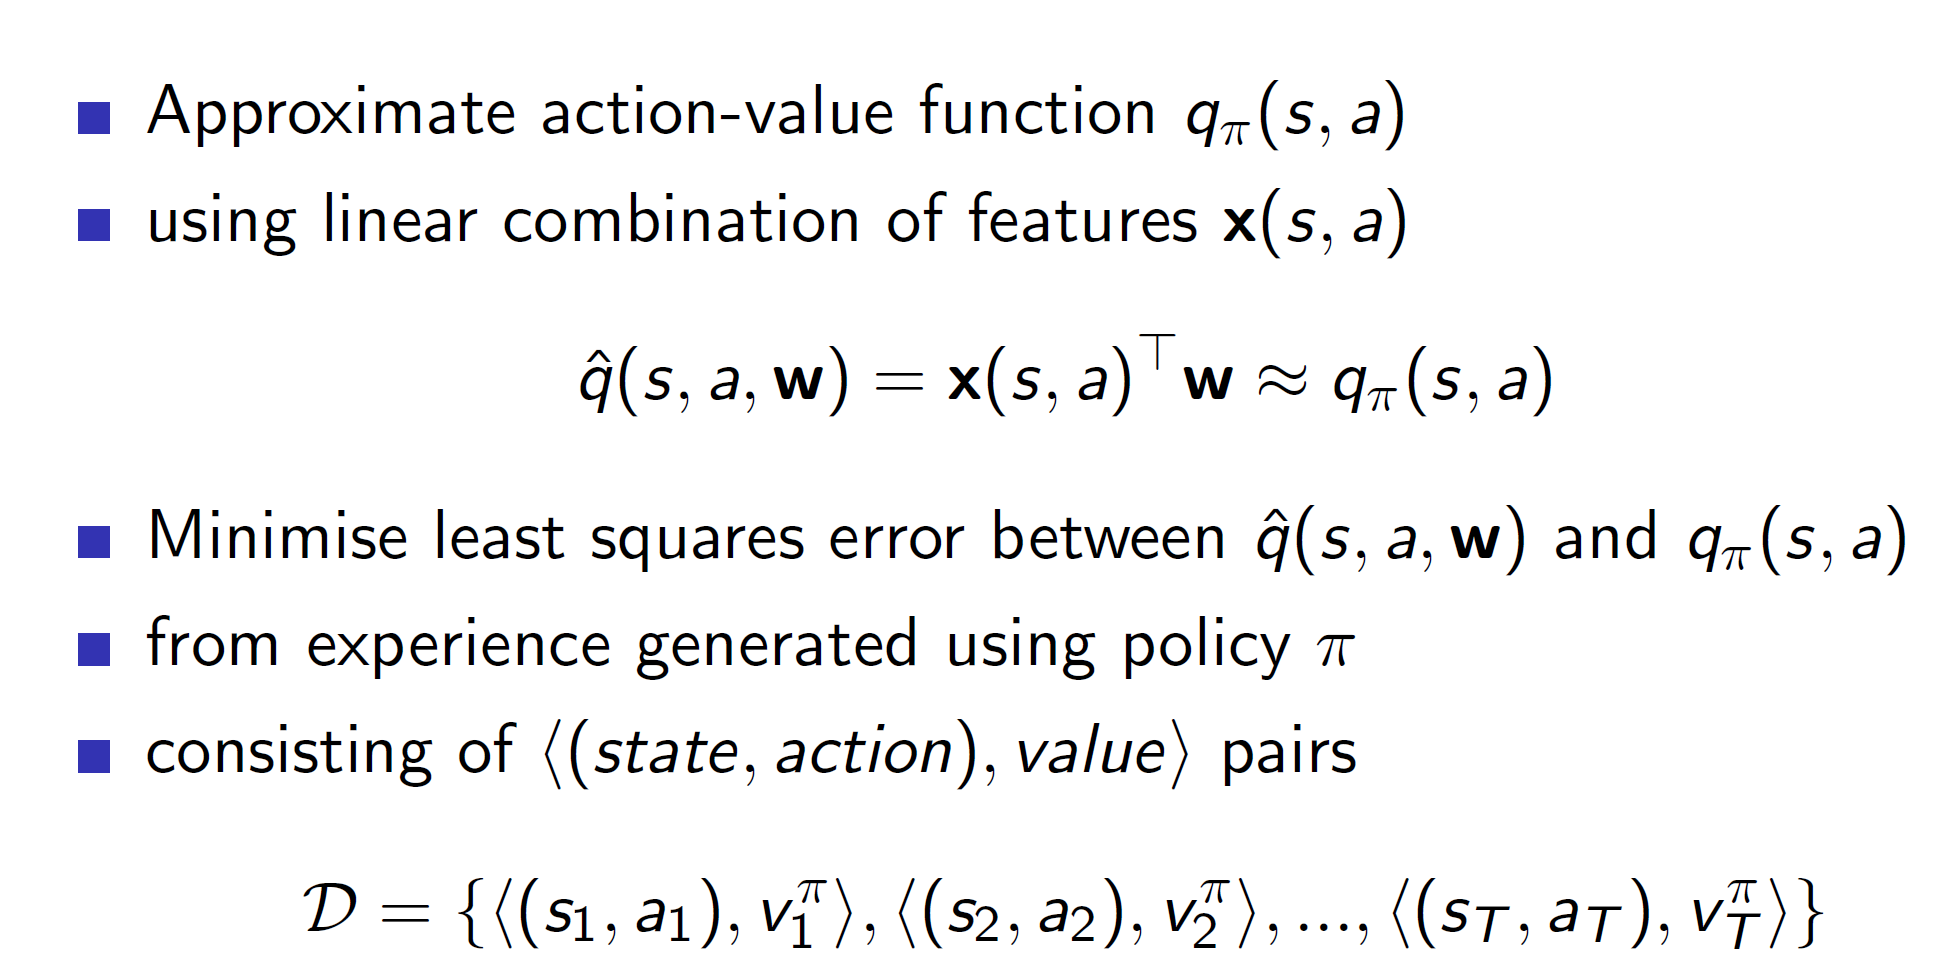 ■ Approximate action-value function $q_\pi(s, a)$
■ using linear combination of features $\mathbf{x}(s, a)$
$\hat{q}(s, a, \mathbf{w}) = \mathbf{x}(s, a)^\top \mathbf{w} \approx q_\pi(s, a)$
■ Minimise least squares error between $\hat{q}(s, a, \mathbf{w})$ and $q_\pi(s, a)$
■ from experience generated using policy $\pi$
■ consisting of $\langle (state, action), value \rangle$ pairs
$\mathcal{D} = \{\langle (s_1, a_1), v_1^\pi \rangle, \langle (s_2, a_2), v_2^\pi \rangle, ..., \langle (s_T, a_T), v_T^\pi \rangle\}$